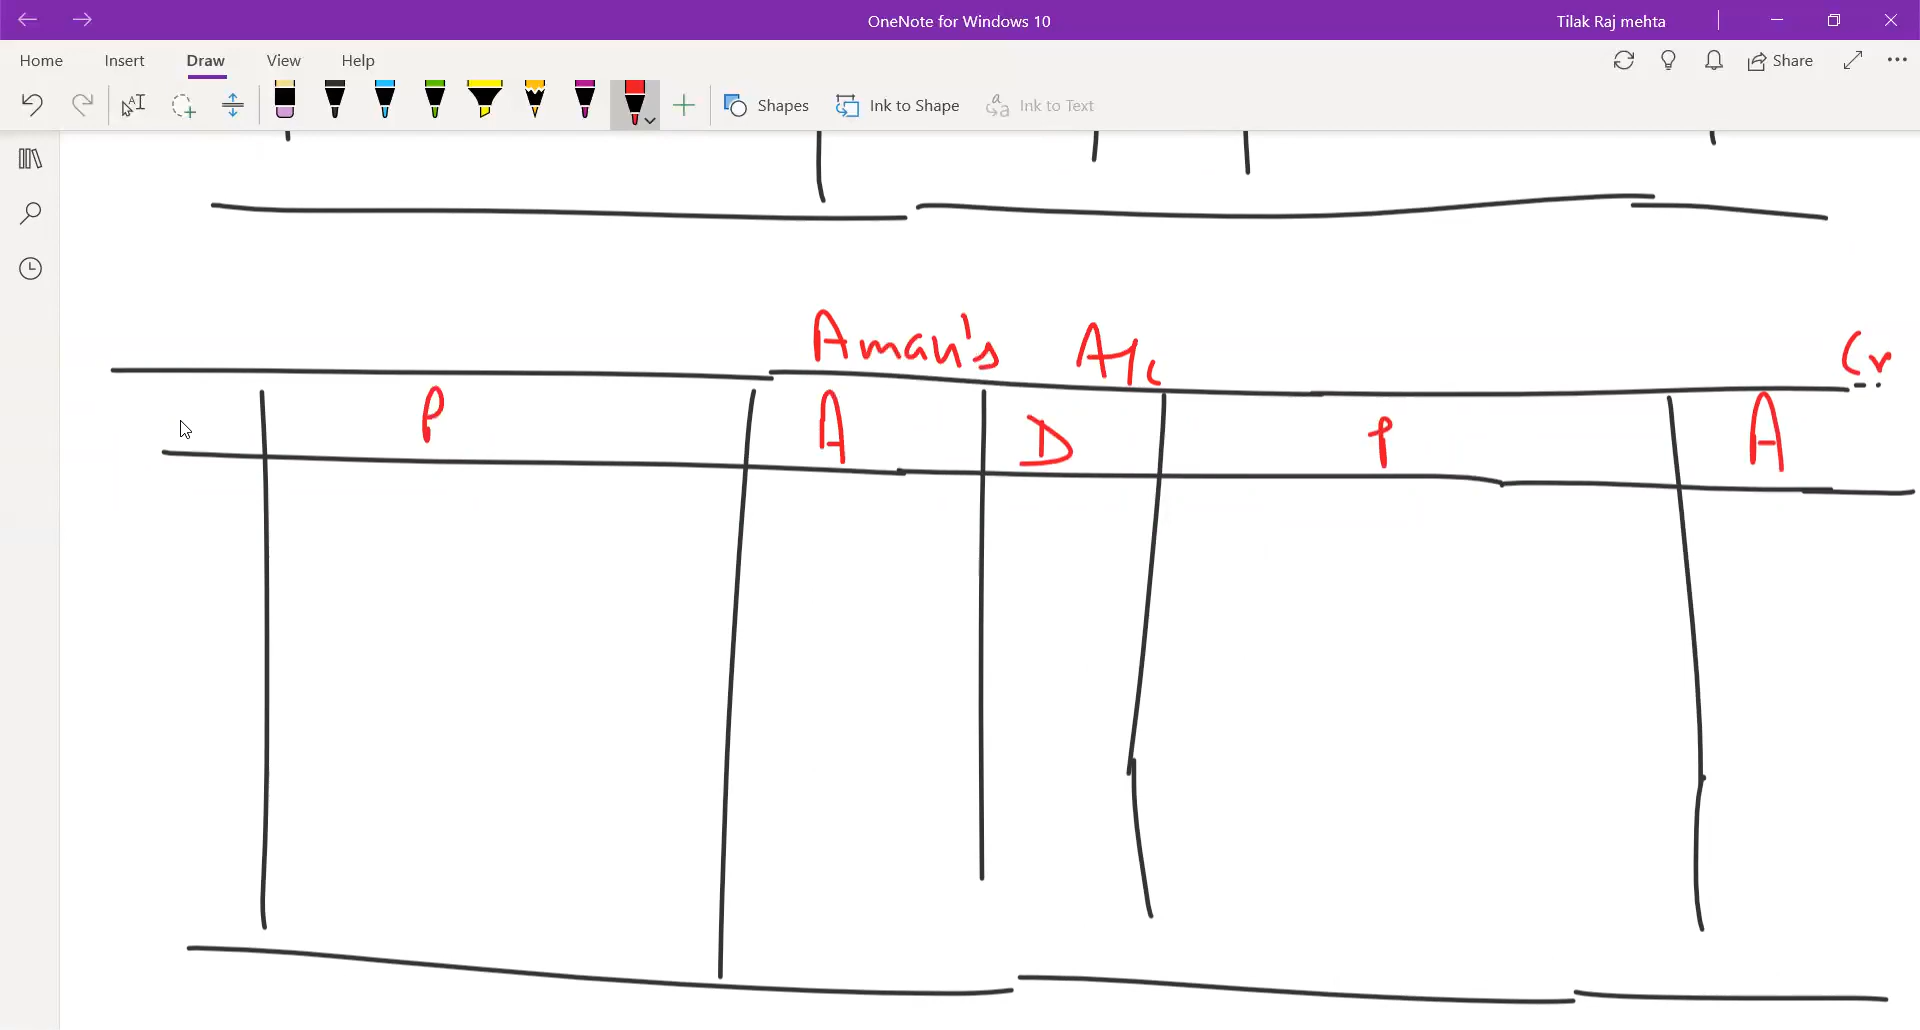 OneNote for Windows 10
Tilak Raj mehta
Home Insert Draw View Help
Share
Shapes Ink to Shape Ink to Text
Aman's A/c Cr
P A D P A